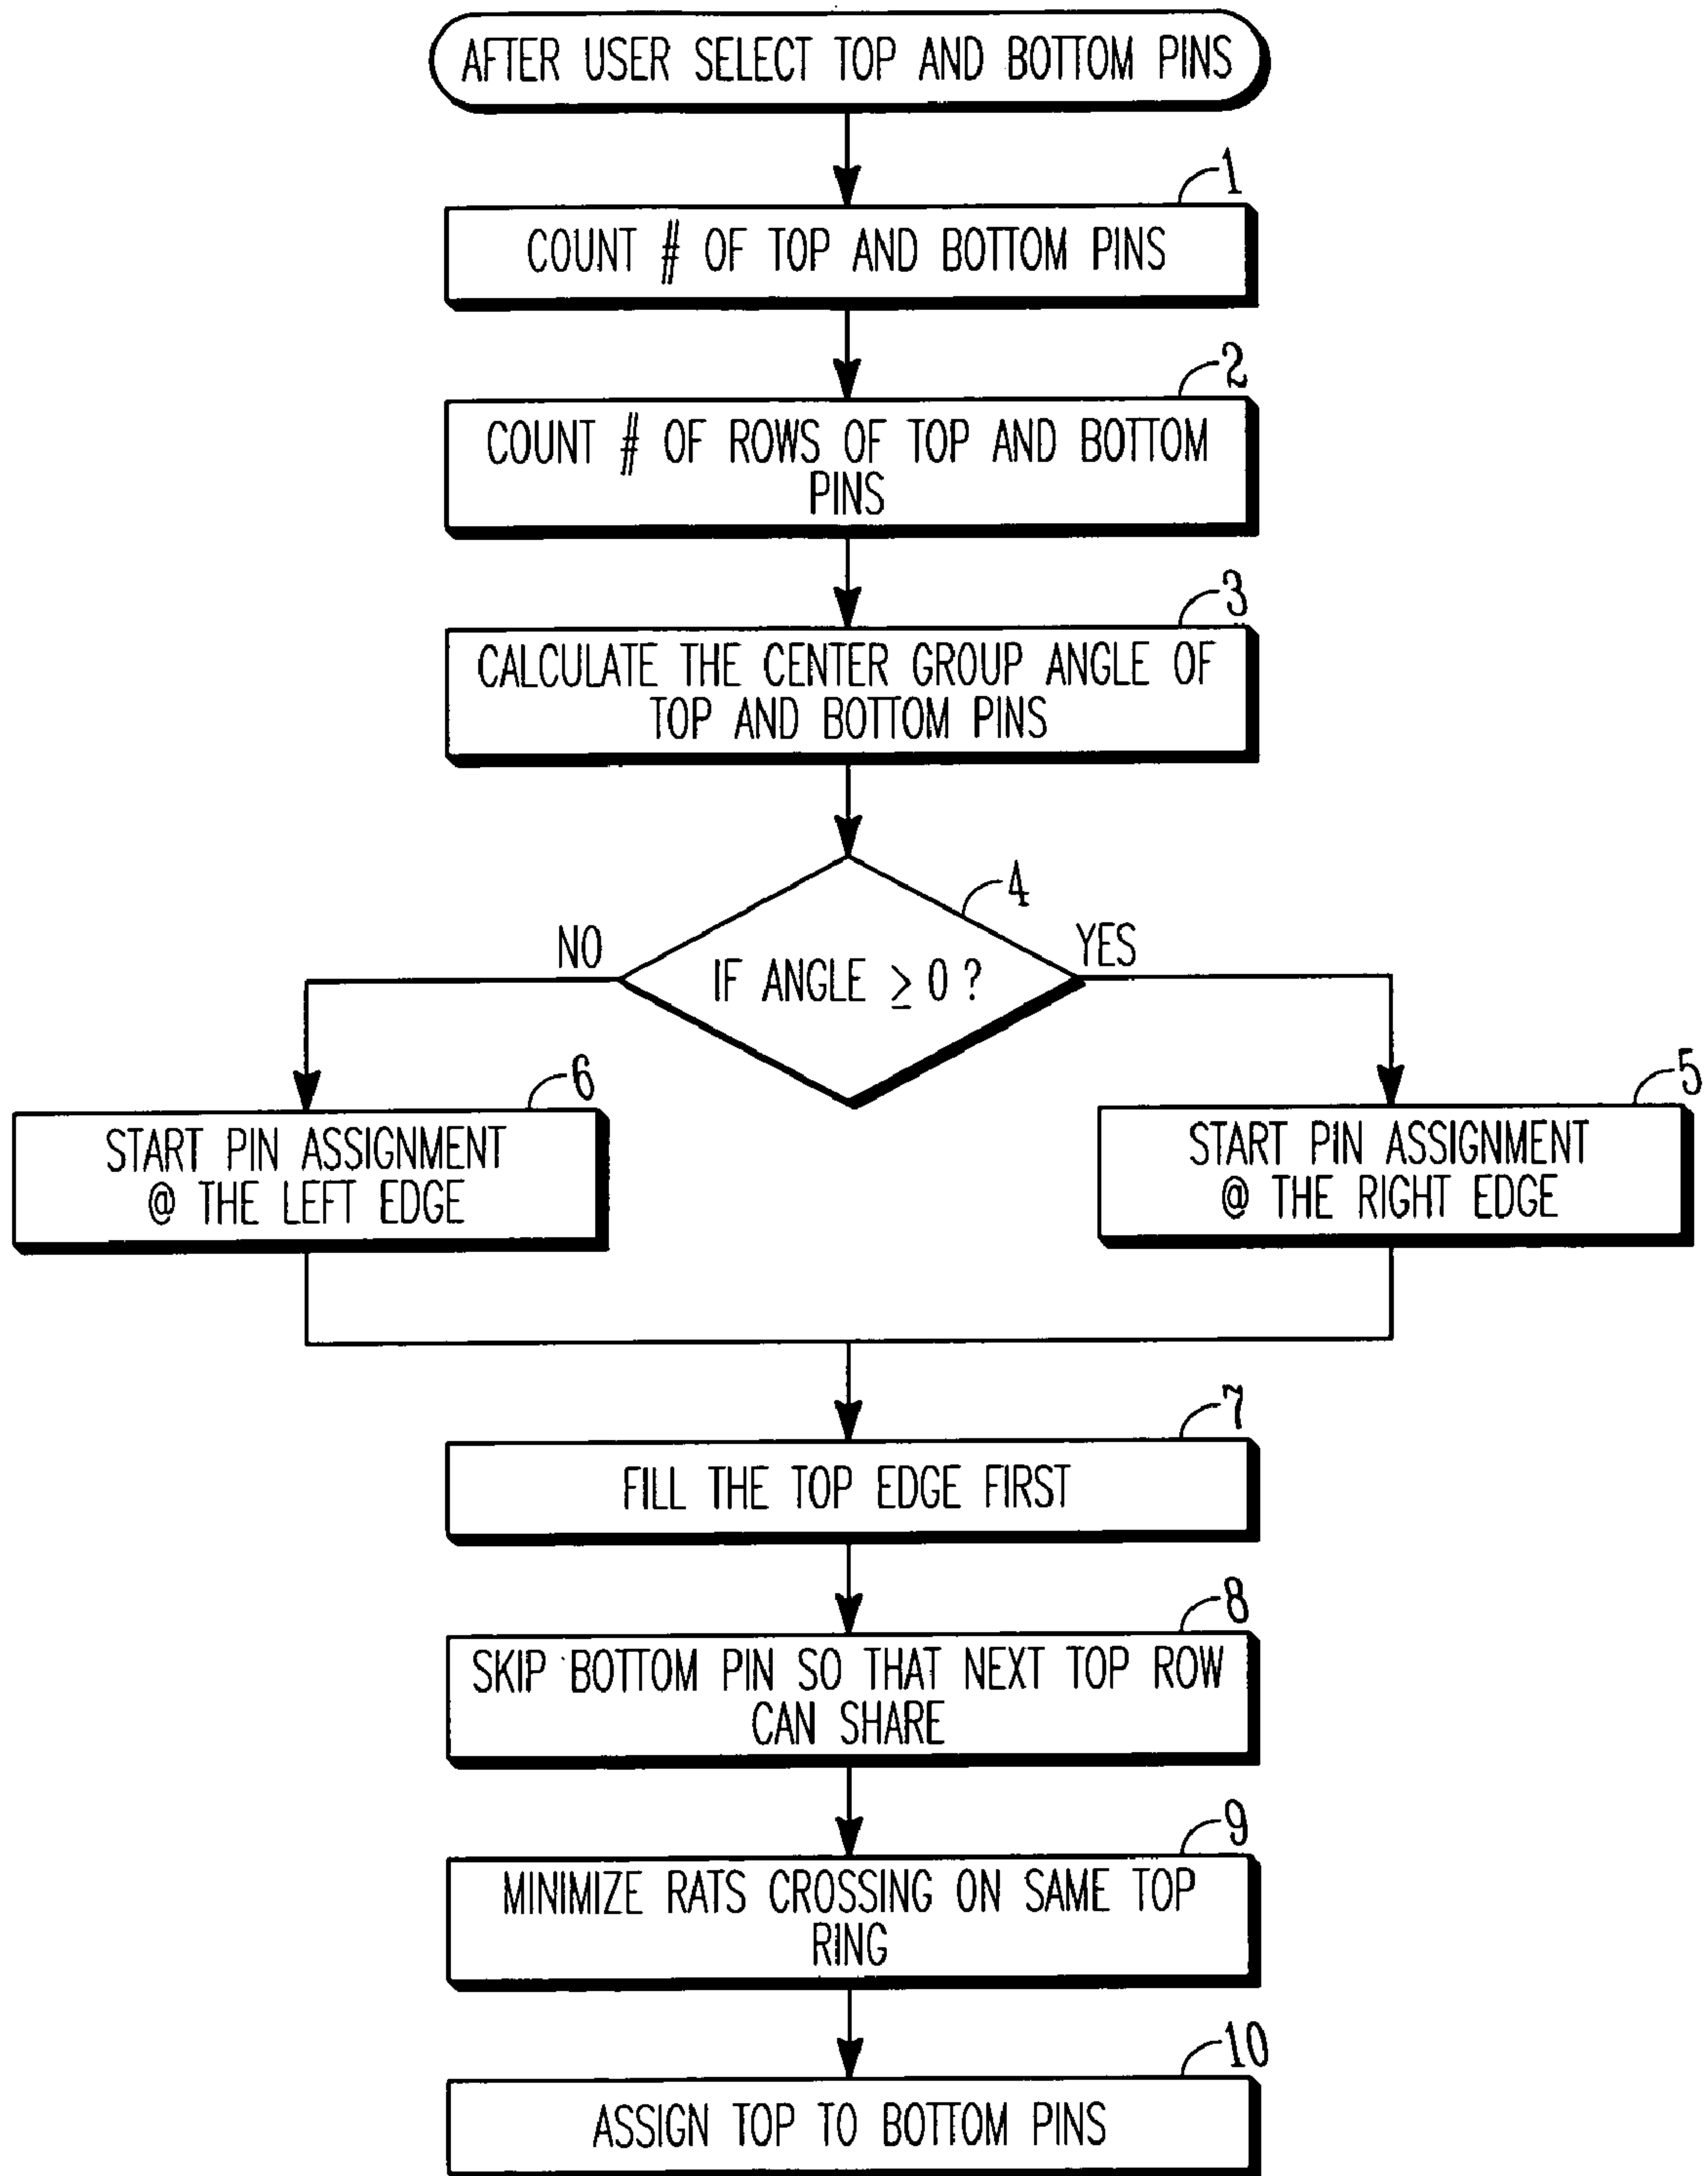 AFTER USER SELECT TOP AND BOTTOM PINS
1
COUNT # OF TOP AND BOTTOM PINS
2
COUNT # OF ROWS OF TOP AND BOTTOM
PINS
3
CALCULATE THE CENTER GROUP ANGLE OF
TOP AND BOTTOM PINS
4
NO
YES
IF ANGLE ≥ 0 ?
6
START PIN ASSIGNMENT
@ THE LEFT EDGE
5
START PIN ASSIGNMENT
@ THE RIGHT EDGE
7
FILL THE TOP EDGE FIRST
8
SKIP BOTTOM PIN SO THAT NEXT TOP ROW
CAN SHARE
9
MINIMIZE RATS CROSSING ON SAME TOP
RING
10
ASSIGN TOP TO BOTTOM PINS